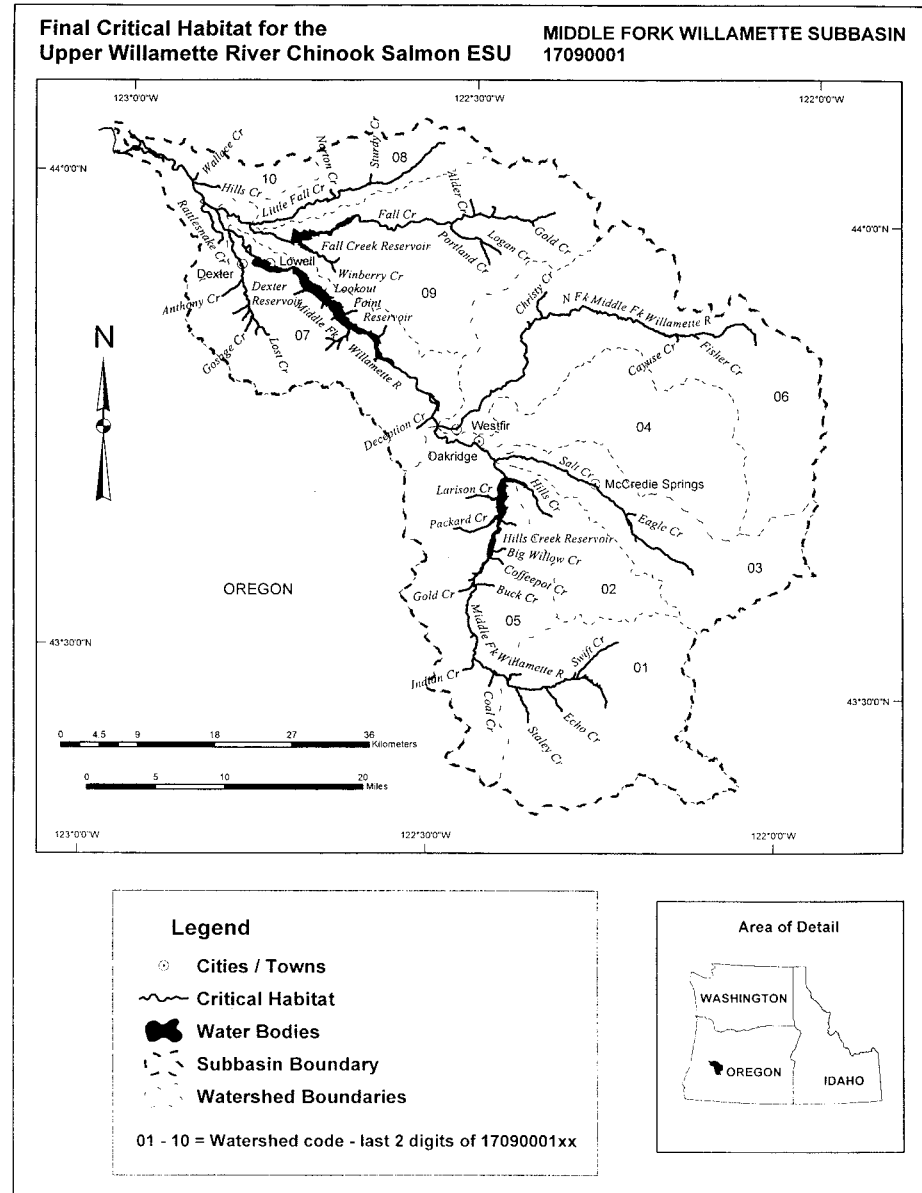 Final Critical Habitat for the
Upper Willamette River Chinook Salmon ESU
MIDDLE FORK WILLAMETTE SUBBASIN
17090001
123°0'0"W
122°30'0"W
122°0'0"W
44°0'0"N
44°0'0"N
Wallace Cr
Hills Cr
10
Norton Cr
Sturdy Cr
08
Little Fall Cr
Rattlesnake Cr
Fall Cr
Alder Cr
Logan Cr
Gold Cr
Portland Cr
Fall Creek Reservoir
Lowell
Dexter
Winberry Cr
Dexter
Reservoir
Lookout
Point
Reservoir
09
Christy Cr
N Fk Middle Fk Willamette R
Anthony Cr
07
Middle Fk
Willamette R
Gosage Cr
Lost Cr
Cayuse Cr
Fisher Cr
06
N
Deception Cr
Westfir
04
Oakridge
Salt Cr
McCredie Springs
Larison Cr
Hills Cr
Packard Cr
Eagle Cr
Hills Creek Reservoir
Big Willow Cr
Coffeepot Cr
03
OREGON
Gold Cr
Buck Cr
02
05
43°30'0"N
Middle Fk Willamette R
Swift Cr
01
Indian Cr
Coal Cr
Staley Cr
Echo Cr
43°30'0"N
0 4.5 9 18 27 36
Kilometers
0 5 10 20
Miles
123°0'0"W
122°30'0"W
122°0'0"W
Legend
Cities / Towns
Critical Habitat
Water Bodies
Subbasin Boundary
Watershed Boundaries
01 - 10 = Watershed code - last 2 digits of 17090001xx
Area of Detail
WASHINGTON
OREGON
IDAHO